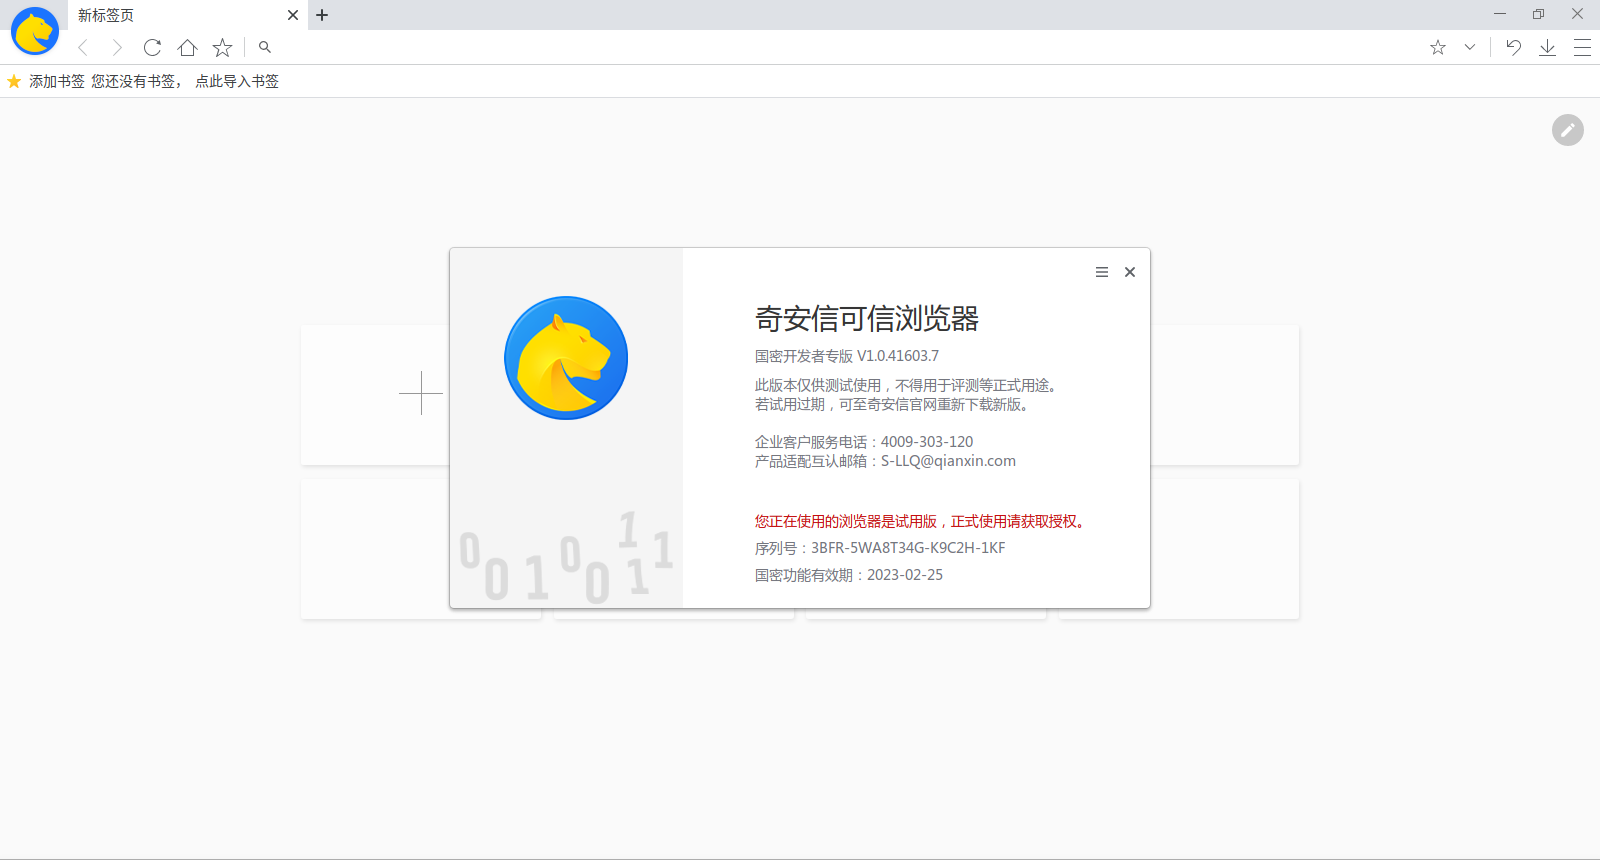 新标签页
添加书签 您还没有书签， 点此导入书签
奇安信可信浏览器
国密开发者专版 V1.0.41603.7
此版本仅供测试使用，不得用于评测等正式用途。
若试用过期，可至奇安信官网重新下载新版。
企业客户服务电话：4009-303-120
产品适配互认邮箱：S-LLQ@qianxin.com
您正在使用的浏览器是试用版，正式使用请获取授权。
序列号：3BFR-5WA8T34G-K9C2H-1KF
国密功能有效期：2023-02-25
0 0 1 0 0 1 1 1